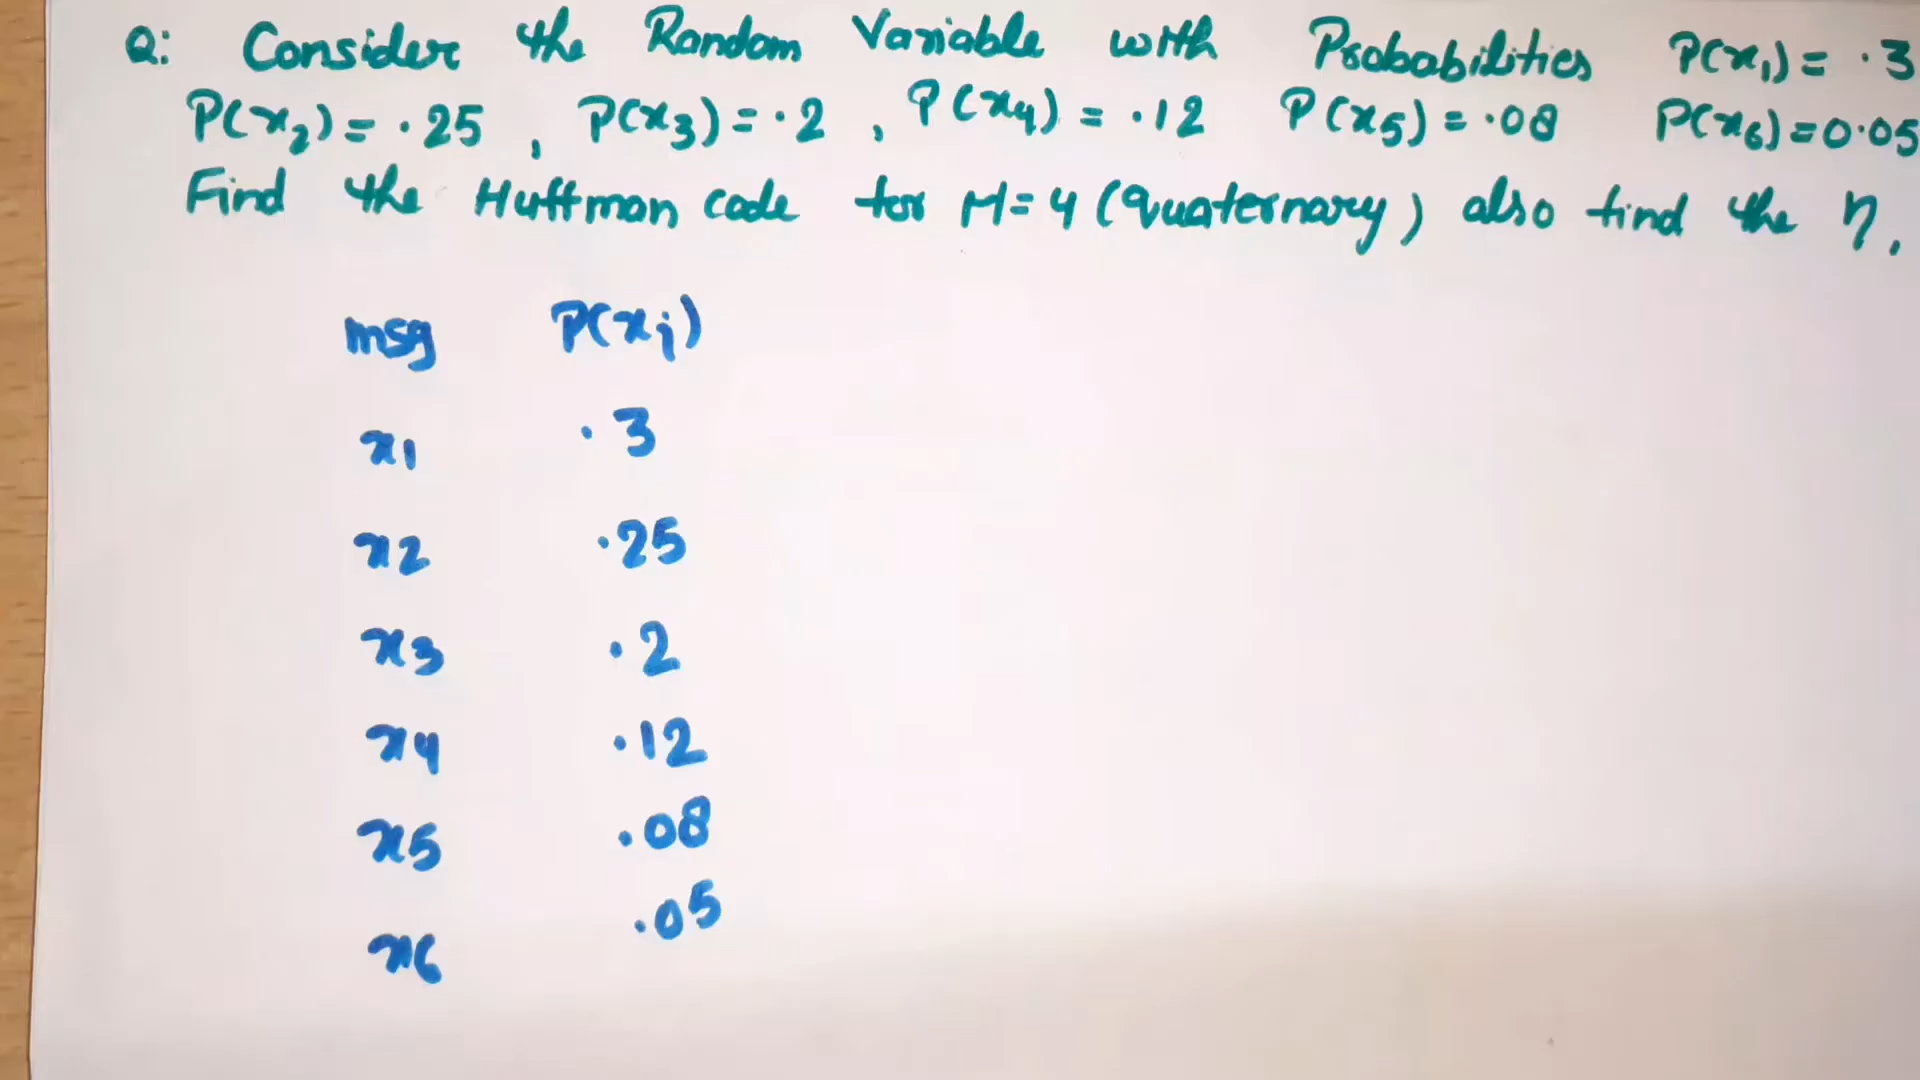 Q: Consider the Random Variable with Probabilities P(x₁) = .3
P(x₂) = .25 , P(x₃) = .2 , P(x₄) = .12 P(x₅) = .08 P(x₆) = 0.05
Find the Huffman code for M=4 (Quaternary) also find the η.
msg P(xi)
x1 .3
x2 .25
x3 .2
x4 .12
x5 .08
x6 .05